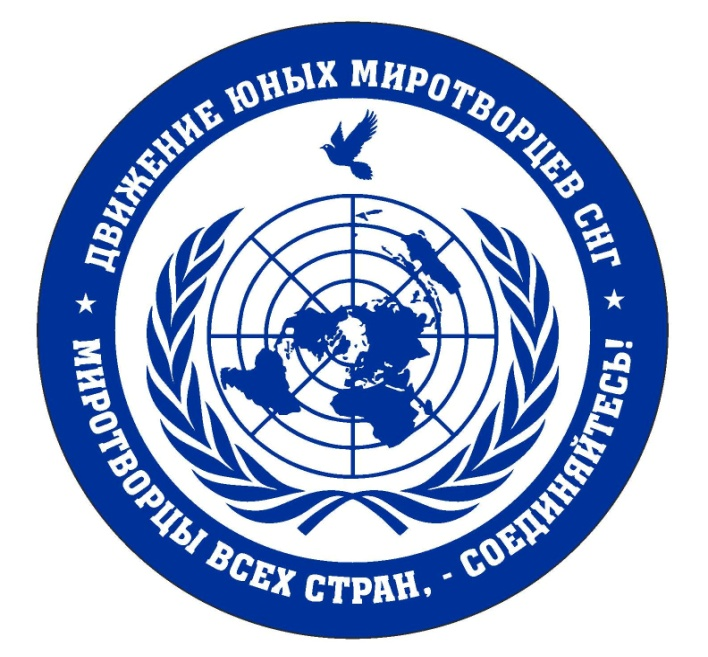 ДВИЖЕНИЕ ЮНЫХ МИРОТВОРЦЕВ СНГ
МИРОТВОРЦЫ ВСЕХ СТРАН, - СОЕДИНЯЙТЕСЬ!